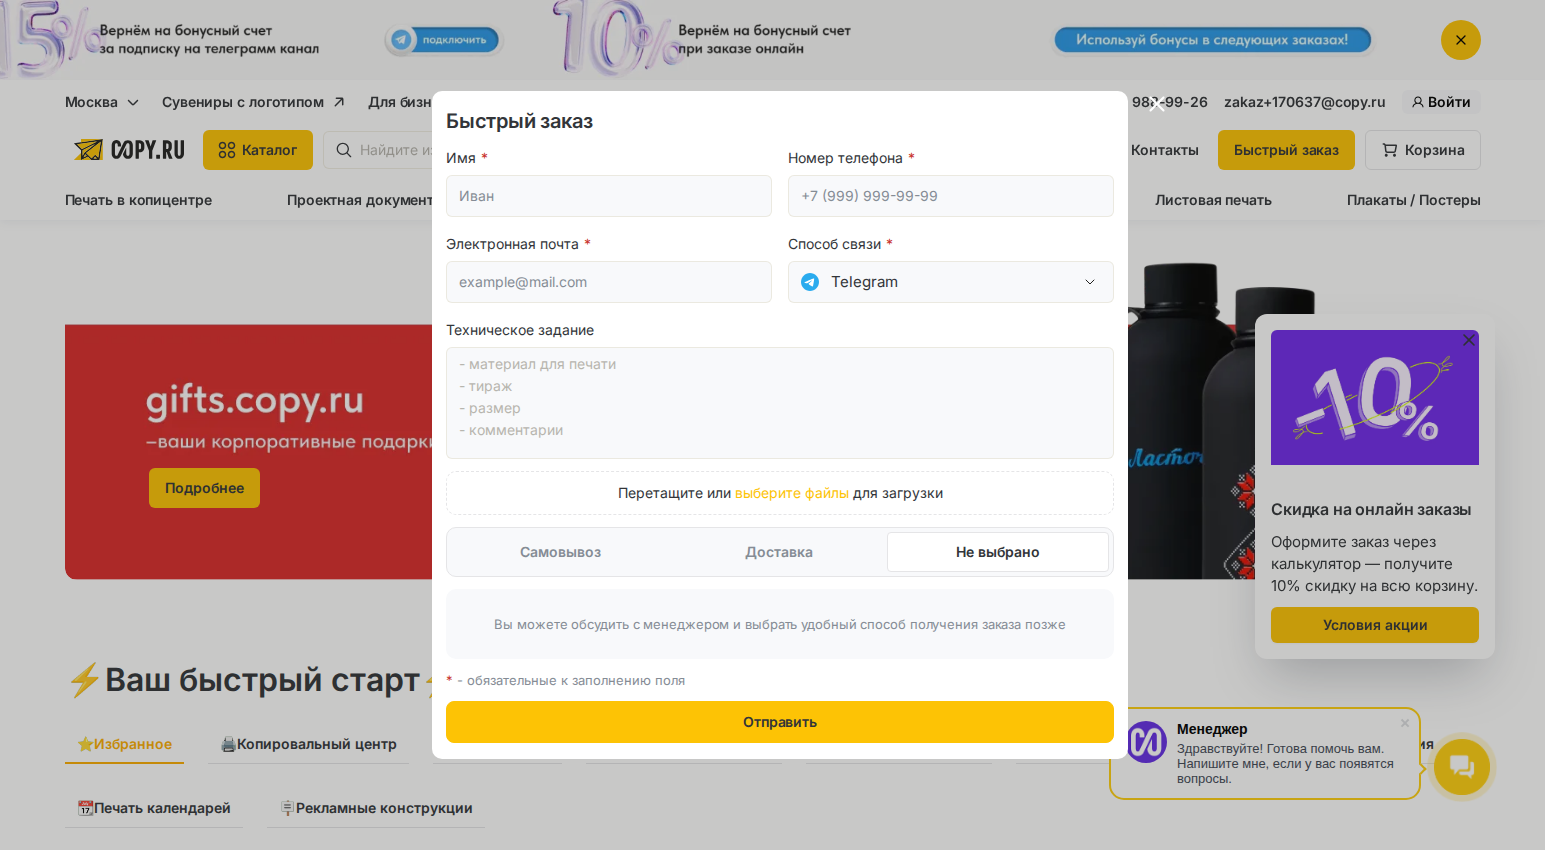 15%
Вернём на бонусный счет
за подписку на телеграмм канал
подключить
10%
Вернём на бонусный счет
при заказе онлайн
Используй бонусы в следующих заказах!
Москва
Сувениры с логотипом
Для бизн
988-99-26
zakaz+170637@copy.ru
Войти
COPY.RU
Каталог
Найдите из
Контакты
Быстрый заказ
Корзина
Печать в копицентре
Проектная документ
Листовая печать
Плакаты / Постеры
Быстрый заказ
Имя *
Номер телефона *
Иван
+7 (999) 999-99-99
Электронная почта *
Способ связи *
example@mail.com
Telegram
Техническое задание
- материал для печати
- тираж
- размер
- комментарии
Перетащите или выберите файлы для загрузки
Самовывоз
Доставка
Не выбрано
Вы можете обсудить с менеджером и выбрать удобный способ получения заказа позже
* - обязательные к заполнению поля
Отправить
gifts.copy.ru
–ваши корпоративные подарки
Подробнее
Ласточ
-10%
Скидка на онлайн заказы
Оформите заказ через
калькулятор — получите
10% скидку на всю корзину.
Условия акции
⚡Ваш быстрый старт⚡
⭐Избранное
🖨Копировальный центр
ия
📆Печать календарей
🪧Рекламные конструкции
Менеджер
Здравствуйте! Готова помочь вам.
Напишите мне, если у вас появятся
вопросы.